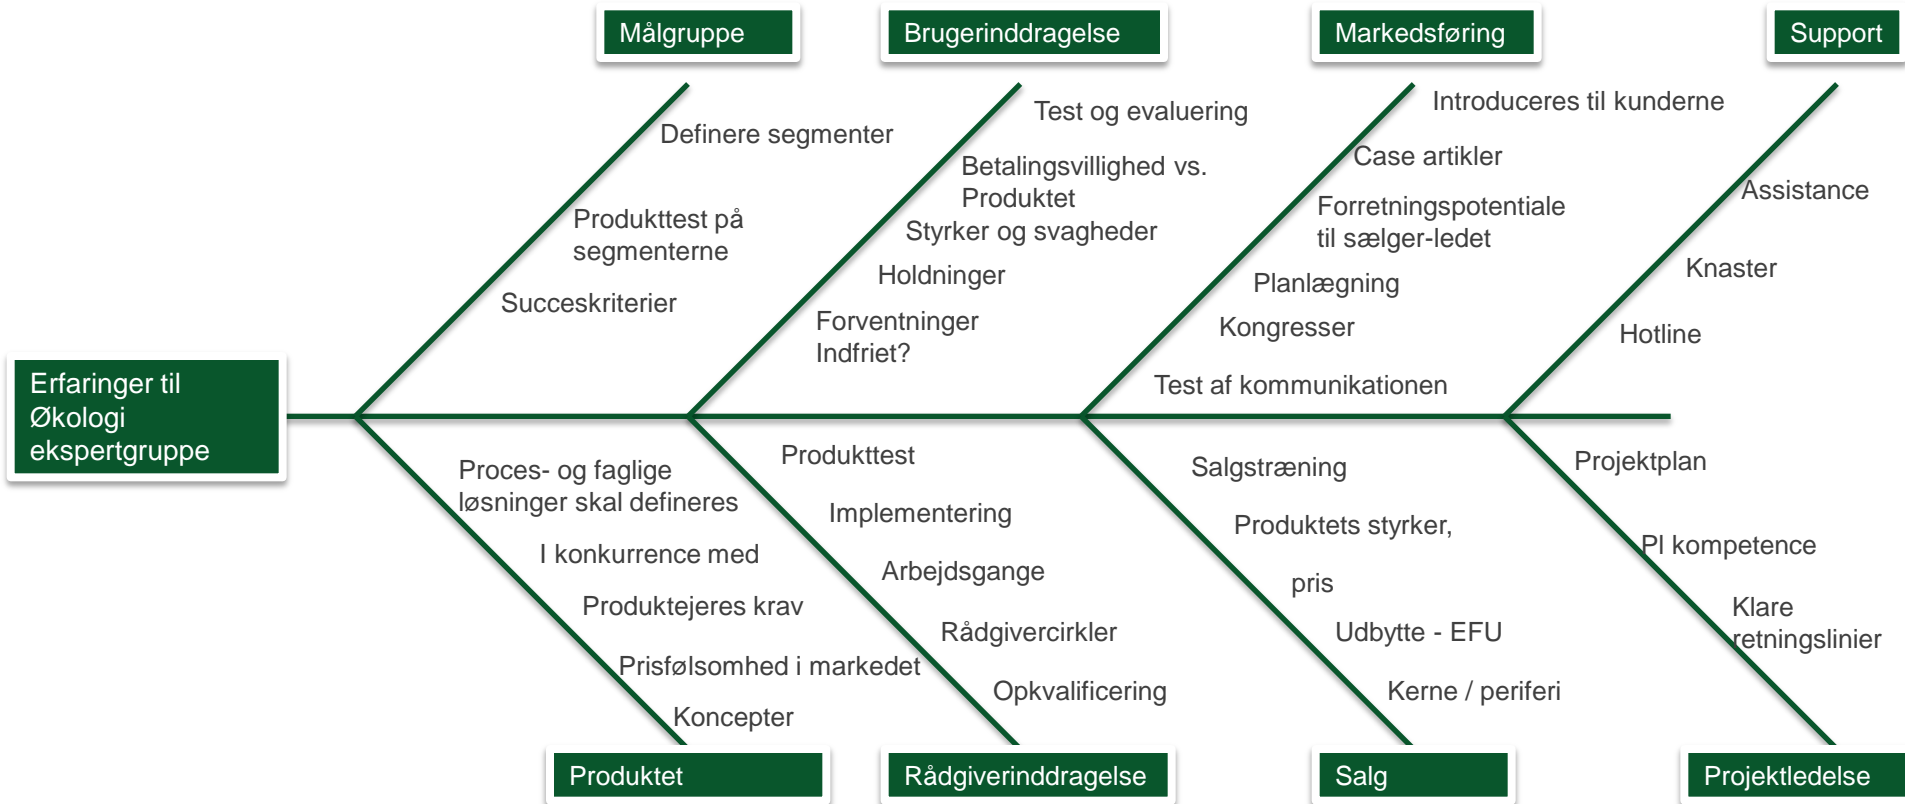 Målgruppe
Brugerinddragelse
Markedsføring
Support
Definere segmenter
Produkttest på
segmenterne
Succeskriterier
Test og evaluering
Betalingsvillighed vs.
Produktet
Styrker og svagheder
Holdninger
Forventninger
Indfriet?
Introduceres til kunderne
Case artikler
Forretningspotentiale
til sælger-ledet
Planlægning
Kongresser
Test af kommunikationen
Assistance
Knaster
Hotline
Erfaringer til
Økologi
ekspertgruppe
Proces- og faglige
løsninger skal defineres
I konkurrence med
Produktejeres krav
Prisfølsomhed i markedet
Koncepter
Produkttest
Implementering
Arbejdsgange
Rådgivercirkler
Opkvalificering
Salgstræning
Produktets styrker,
pris
Udbytte - EFU
Kerne / periferi
Projektplan
Pl kompetence
Klare
retningslinier
Produktet
Rådgiverinddragelse
Salg
Projektledelse